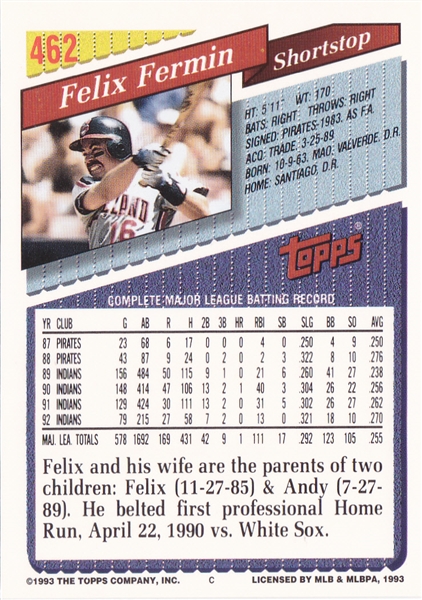 462
Felix Fermin
Shortstop
HT: 5'11" WT: 170
BATS: RIGHT THROWS: RIGHT
SIGNED: PIRATES-1983, AS F.A.
ACQ: TRADE, 3-25-89
BORN: 10-9-63, MAO, VALVERDE, D.R.
HOME: SANTIAGO, D.R.
CLEVELAND
16
TOPPS®
COMPLETE MAJOR LEAGUE BATTING RECORD
YR CLUB G AB R H 2B 3B HR RBI SB SLG BB SO AVG
87 PIRATES 23 68 6 17 0 0 0 4 0 .250 4 9 .250
88 PIRATES 43 87 9 24 0 2 0 2 3 .322 8 10 .276
89 INDIANS 156 484 50 115 9 1 0 21 6 .260 41 27 .238
90 INDIANS 148 414 47 106 13 2 1 40 3 .304 26 22 .256
91 INDIANS 129 424 30 111 13 2 0 31 5 .302 26 27 .262
92 INDIANS 79 215 27 58 7 2 0 13 0 .321 18 10 .270
MAJ. LEA. TOTALS 578 1692 169 431 42 9 1 111 17 .292 123 105 .255
Felix and his wife are the parents of two
children: Felix (11-27-85) & Andy (7-27-
89). He belted first professional Home
Run, April 22, 1990 vs. White Sox.
©1993 THE TOPPS COMPANY, INC. C LICENSED BY MLB & MLBPA, 1993